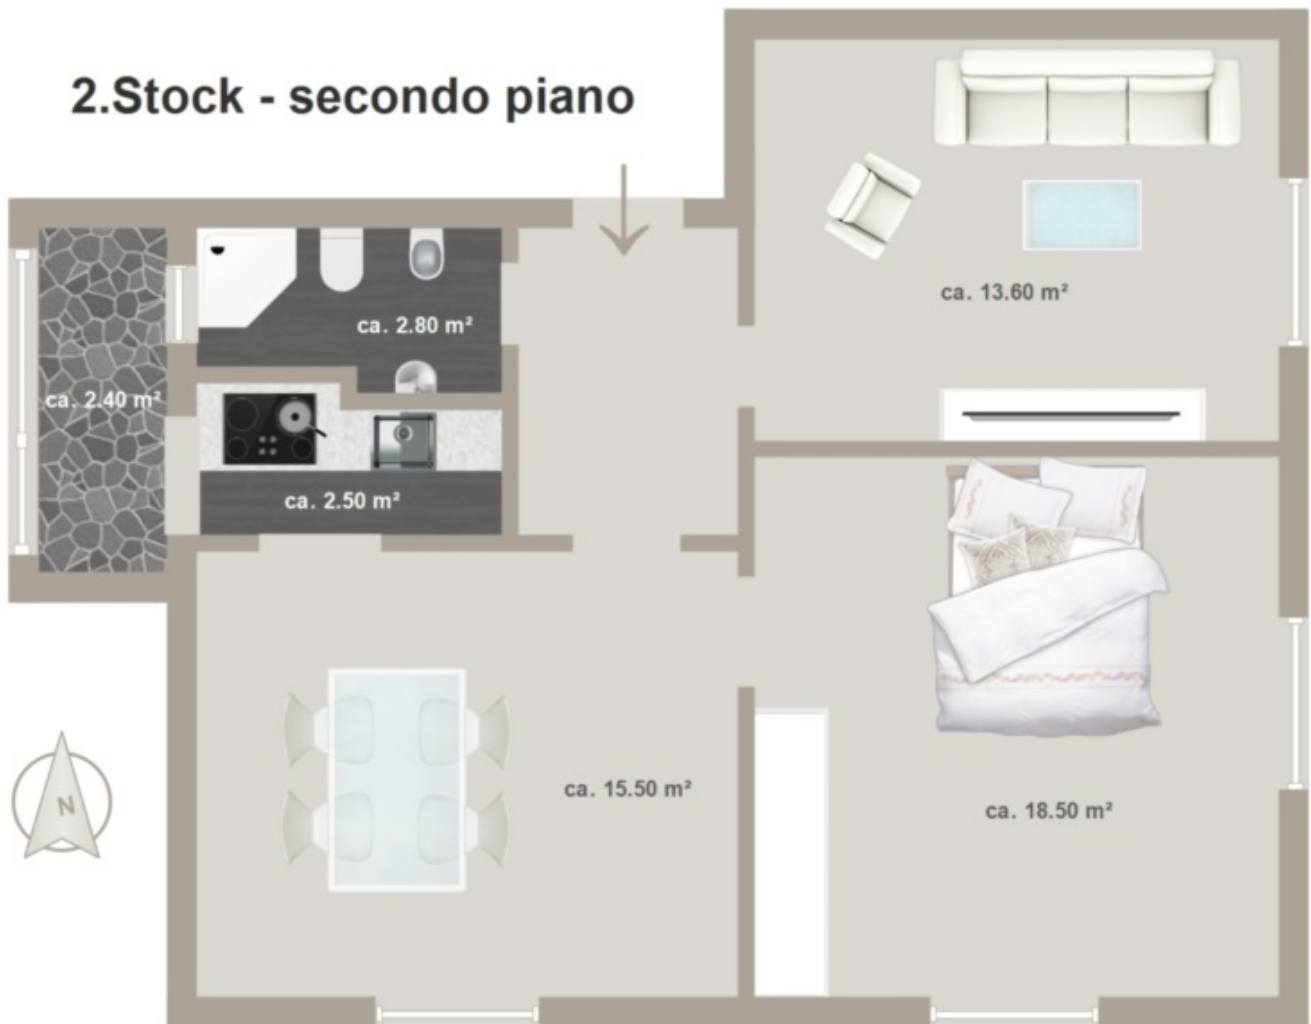 2.Stock - secondo piano
ca. 13.60 m²
ca. 2.80 m²
ca. 2.40 m²
ca. 2.50 m²
ca. 15.50 m²
ca. 18.50 m²
N